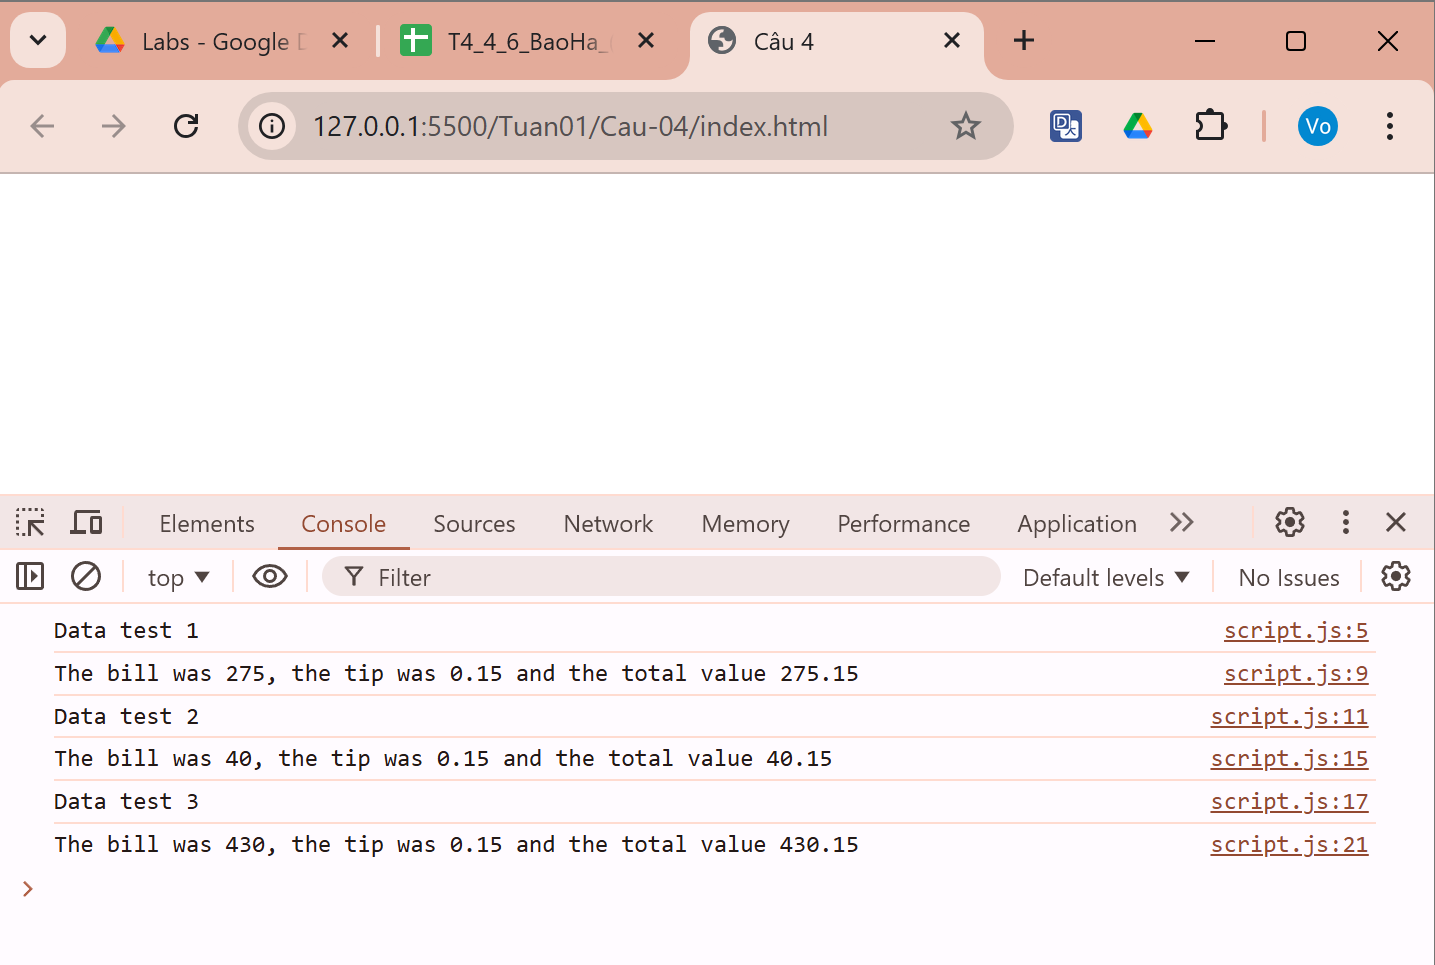 Labs - Google
T4_4_6_BaoHa_
Câu 4
127.0.0.1:5500/Tuan01/Cau-04/index.html
Vo
Elements Console Sources Network Memory Performance Application
top Filter Default levels No Issues
Data test 1 script.js:5
The bill was 275, the tip was 0.15 and the total value 275.15 script.js:9
Data test 2 script.js:11
The bill was 40, the tip was 0.15 and the total value 40.15 script.js:15
Data test 3 script.js:17
The bill was 430, the tip was 0.15 and the total value 430.15 script.js:21